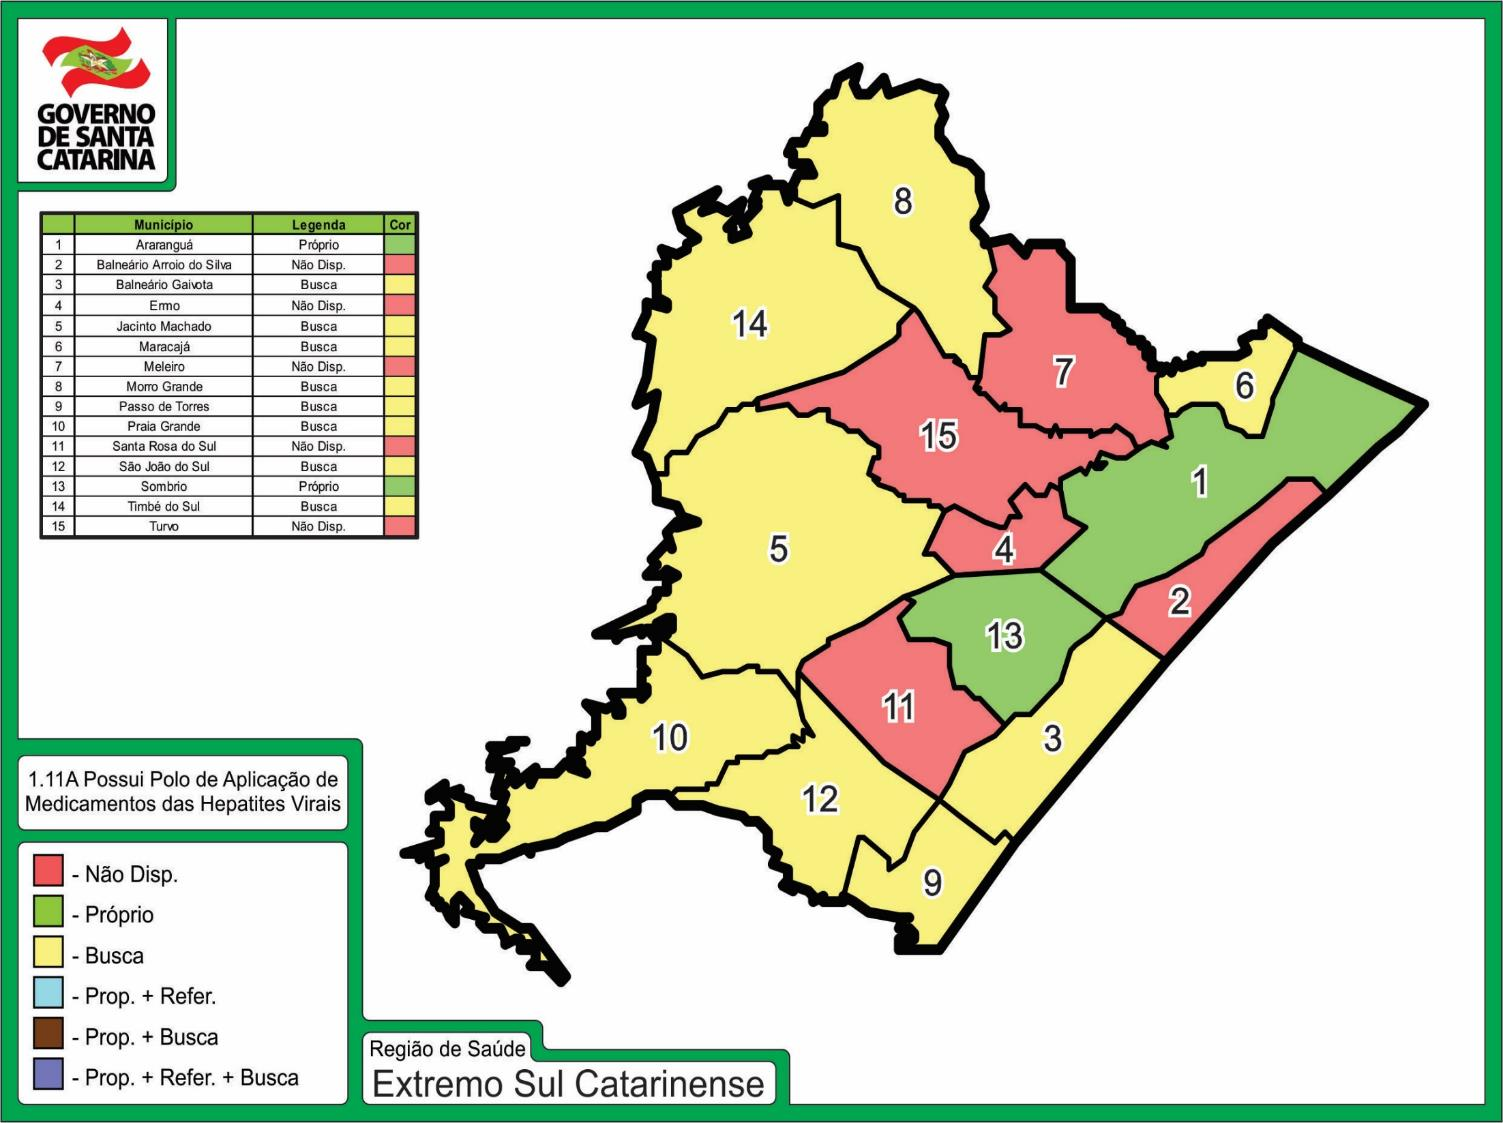 GOVERNO
DE SANTA
CATARINA
Município Legenda Cor
1 Araranguá Próprio
2 Balneário Arroio do Silva Não Disp.
3 Balneário Gaivota Busca
4 Ermo Não Disp.
5 Jacinto Machado Busca
6 Maracajá Busca
7 Meleiro Não Disp.
8 Morro Grande Busca
9 Passo de Torres Busca
10 Praia Grande Busca
11 Santa Rosa do Sul Não Disp.
12 São João do Sul Busca
13 Sombrio Próprio
14 Timbé do Sul Busca
15 Turvo Não Disp.
8
14
7
6
15
1
5
4
2
13
11
10
3
12
9
1.11A Possui Polo de Aplicação de
Medicamentos das Hepatites Virais
- Não Disp.
- Próprio
- Busca
- Prop. + Refer.
- Prop. + Busca
- Prop. + Refer. + Busca
Região de Saúde
Extremo Sul Catarinense